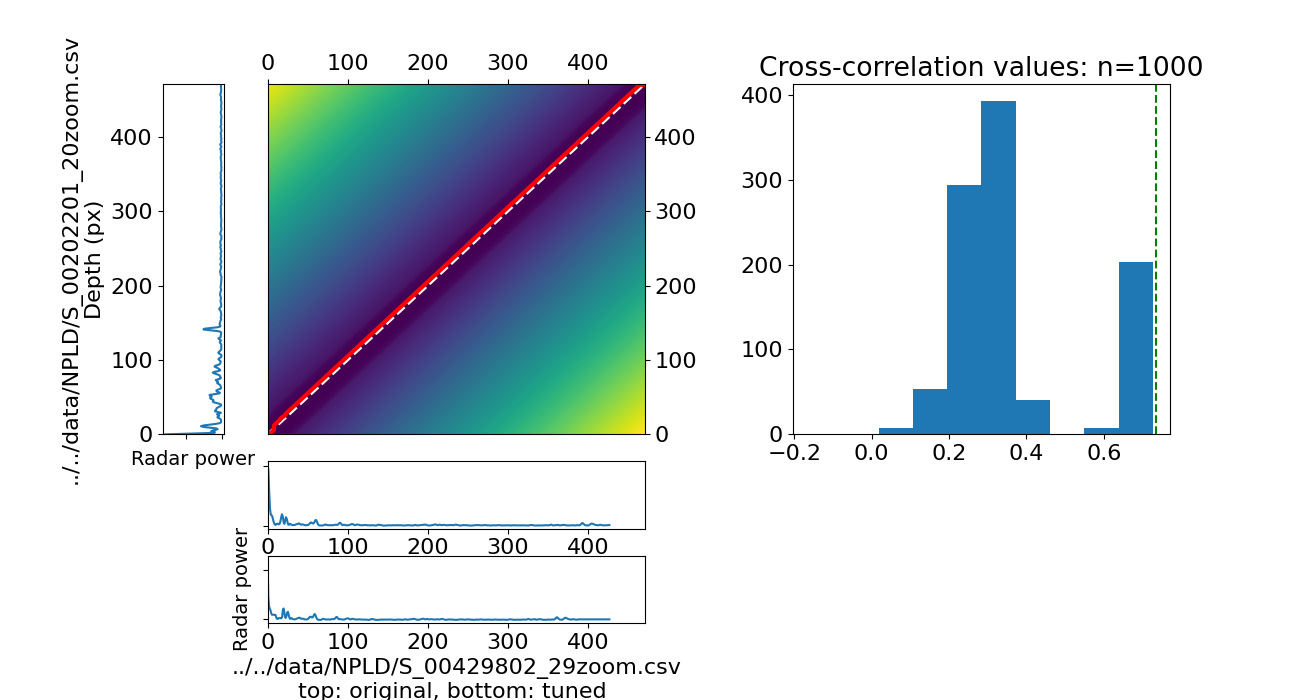 0 100 200 300 400
Cross-correlation values: n=1000
../../data/NPLD/S_00202201_20zoom.csv
Depth (px)
400
300
200
100
0
400
300
200
100
0
400
300
200
100
0
−0.2 0.0 0.2 0.4 0.6
Radar power
0 100 200 300 400
Radar power
0 100 200 300 400
../../data/NPLD/S_00429802_29zoom.csv
top: original, bottom: tuned